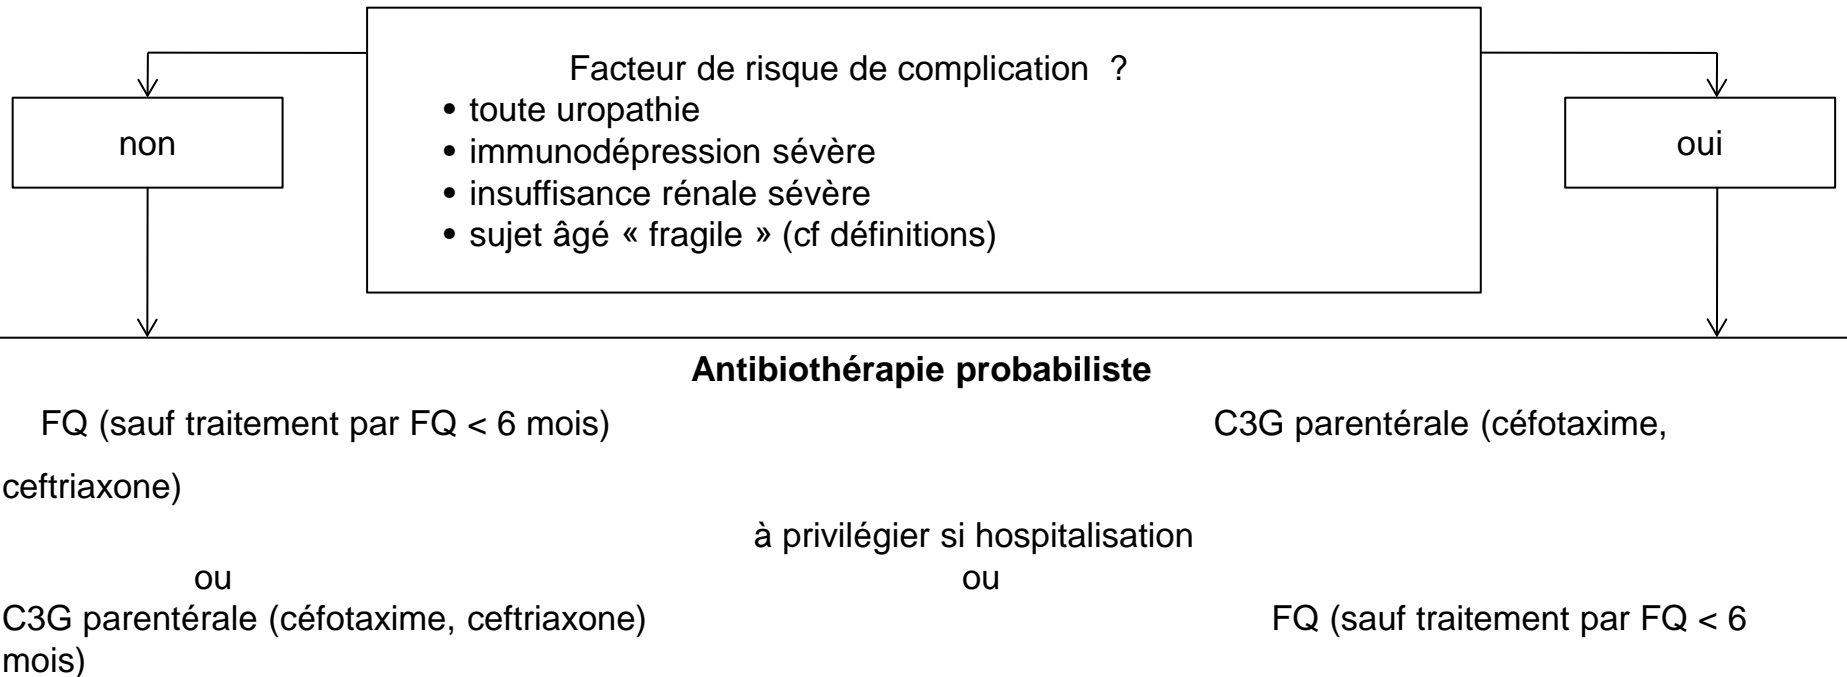 Facteur de risque de complication ?
• toute uropathie
• immunodépression sévère
• insuffisance rénale sévère
• sujet âgé « fragile » (cf définitions)
non
oui
Antibiothérapie probabiliste
FQ (sauf traitement par FQ < 6 mois) C3G parentérale (céfotaxime,
ceftriaxone)
à privilégier si hospitalisation
ou ou
C3G parentérale (céfotaxime, ceftriaxone) FQ (sauf traitement par FQ < 6
mois)